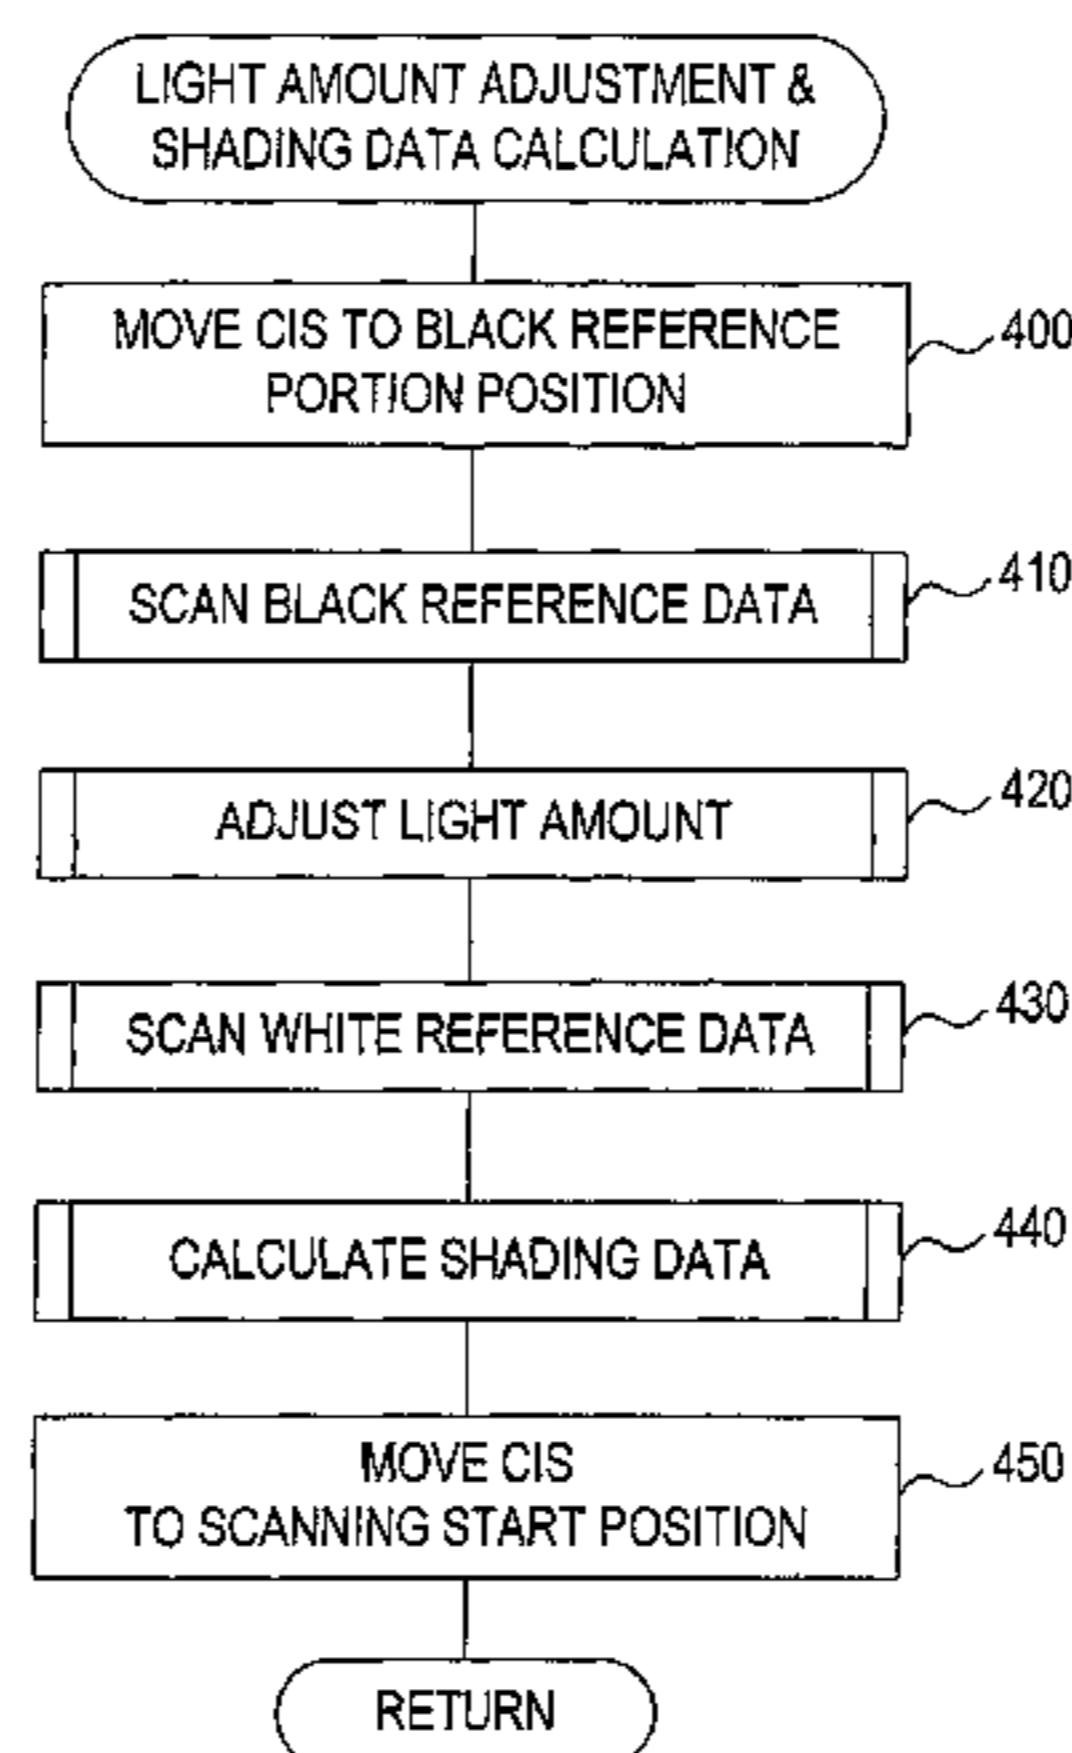 LIGHT AMOUNT ADJUSTMENT &
SHADING DATA CALCULATION
MOVE CIS TO BLACK REFERENCE
PORTION POSITION
400
SCAN BLACK REFERENCE DATA
410
ADJUST LIGHT AMOUNT
420
SCAN WHITE REFERENCE DATA
430
CALCULATE SHADING DATA
440
MOVE CIS
TO SCANNING START POSITION
450
RETURN